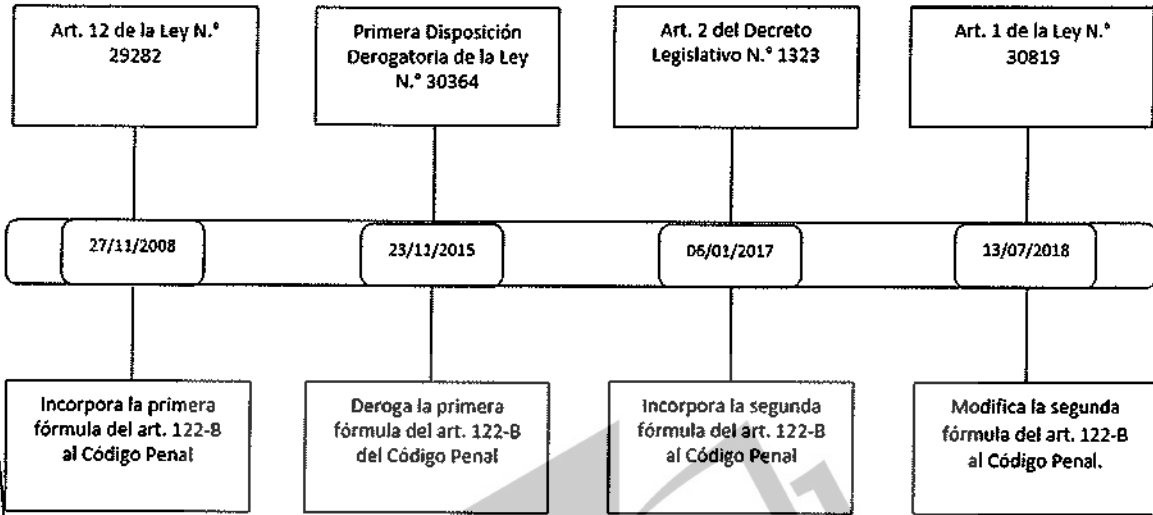 Art. 12 de la Ley N.°
29282
Primera Disposición
Derogatoria de la Ley
N.° 30364
Art. 2 del Decreto
Legislativo N.° 1323
Art. 1 de la Ley N.°
30819
27/11/2008
23/11/2015
06/01/2017
13/07/2018
Incorpora la primera
fórmula del art. 122-B
al Código Penal
Deroga la primera
fórmula del art. 122-B
del Código Penal
Incorpora la segunda
fórmula del art. 122-B
al Código Penal
Modifica la segunda
fórmula del art. 122-B
al Código Penal.